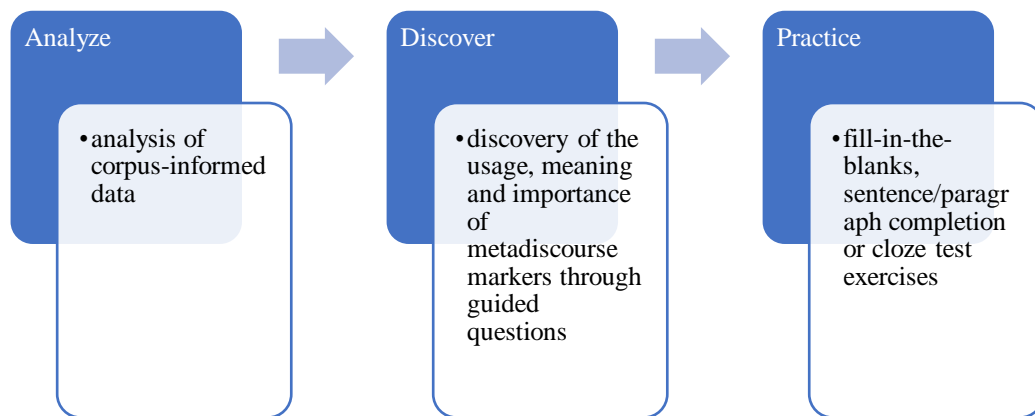 Analyze
•analysis of
corpus-informed
data
Discover
•discovery of the
usage, meaning
and importance
of
metadiscourse
markers through
guided
questions
Practice
•fill-in-the-
blanks,
sentence/paragr
aph completion
or cloze test
exercises